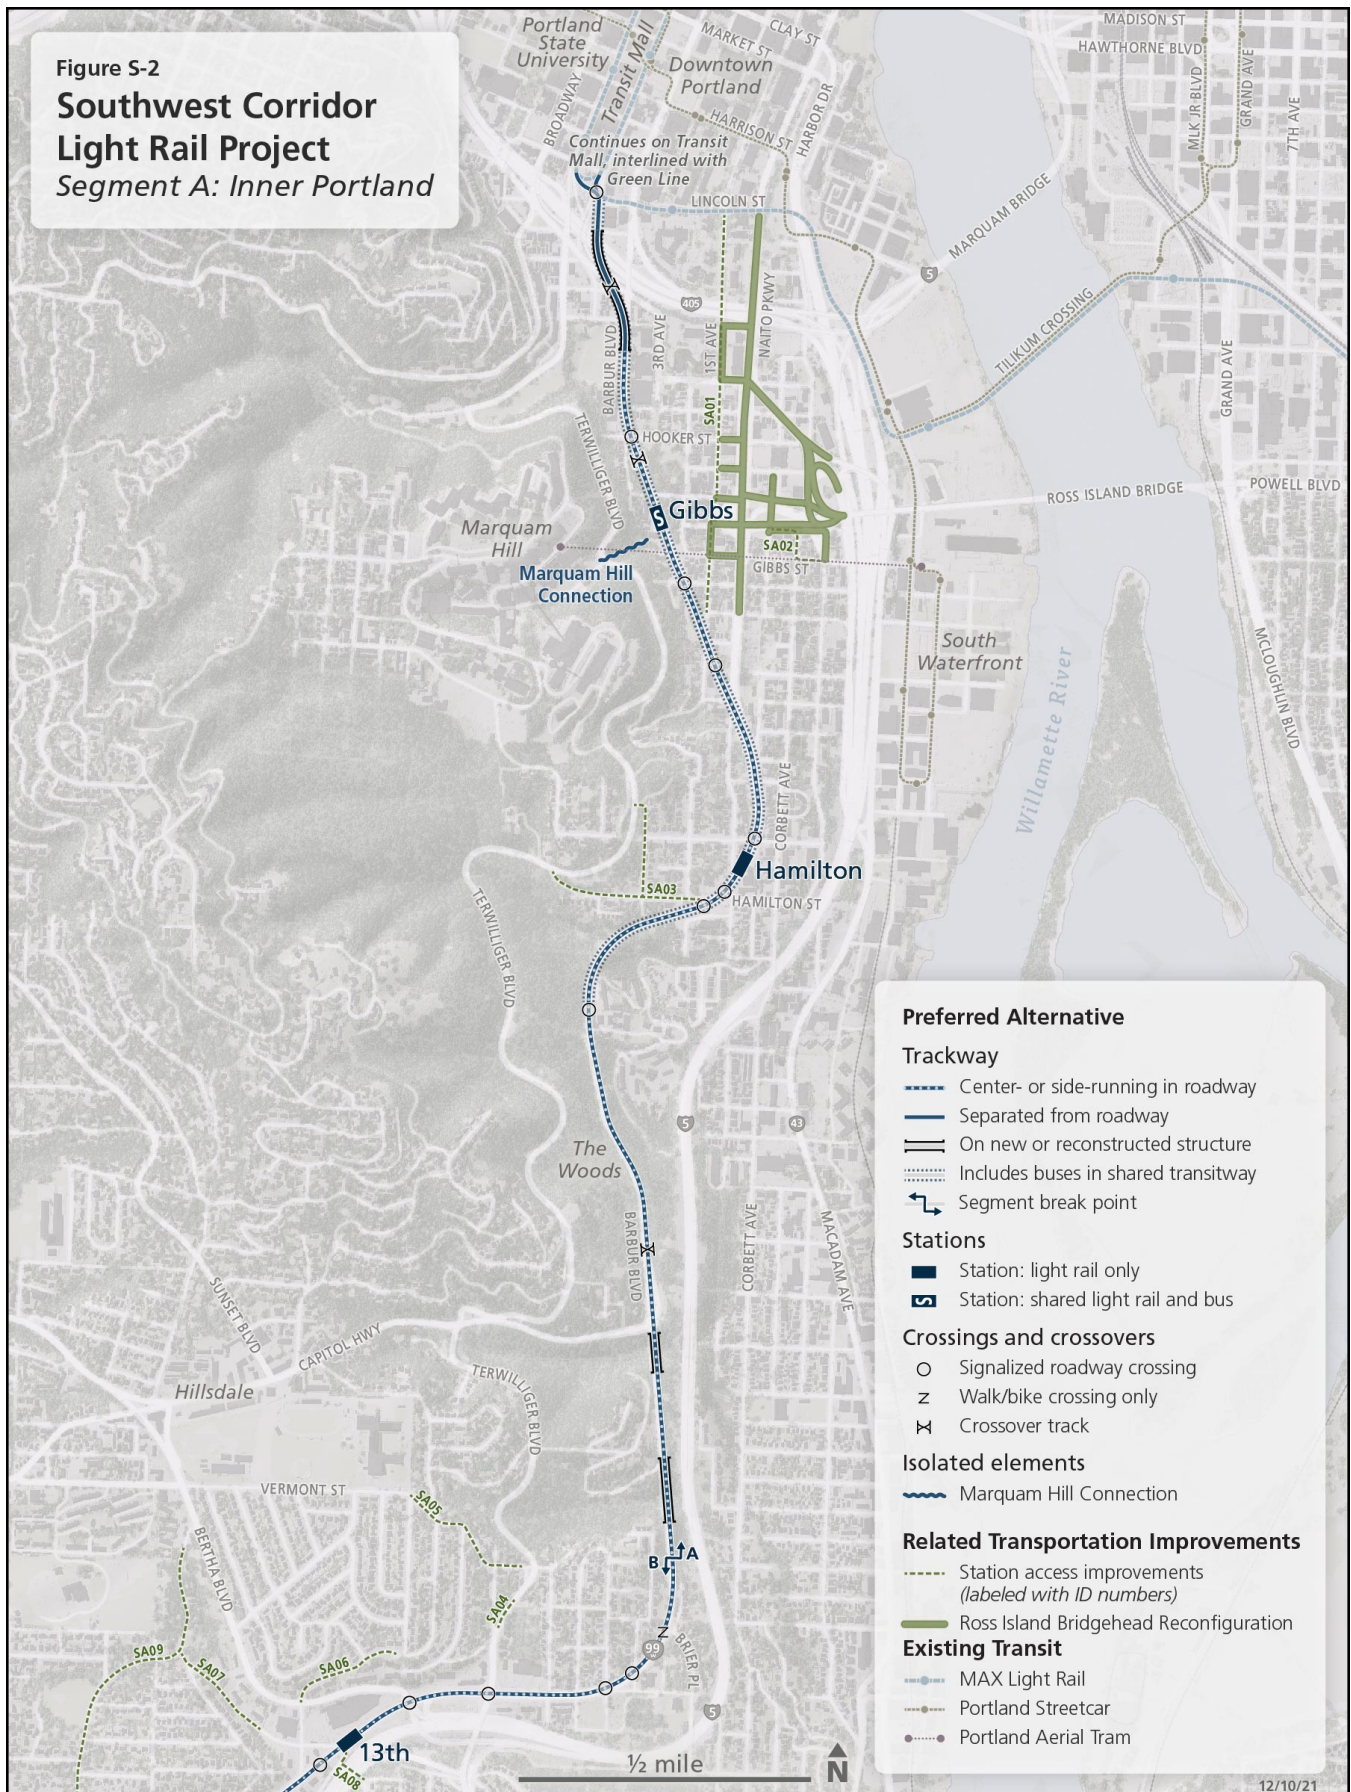 Figure S-2
Southwest Corridor
Light Rail Project
Segment A: Inner Portland
Portland
State
University
Transit Mall
BROADWAY
MARKET ST
CLAY ST
Downtown
Portland
HARRISON ST
HARBOR DR
MADISON ST
HAWTHORNE BLVD
MLK JR BLVD
GRAND AVE
7TH AVE
Continues on Transit
Mall, interlined with
Green Line
LINCOLN ST
MARQUAM BRIDGE
5
405
BARBUR BLVD
3RD AVE
1ST AVE
NAITO PKWY
TILIKUM CROSSING
GRAND AVE
SA01
TERWILLIGER BLVD
HOOKER ST
ROSS ISLAND BRIDGE
POWELL BLVD
Gibbs
Marquam
Hill
SA02
GIBBS ST
Marquam Hill
Connection
South
Waterfront
Willamette River
MCLOUGHLIN BLVD
CORBETT AVE
Hamilton
SA03
HAMILTON ST
TERWILLIGER BLVD
The
Woods
5
43
BARBUR BLVD
CORBETT AVE
MACADAM AVE
SUNSET BLVD
CAPITOL HWY
Hillsdale
TERWILLIGER BLVD
VERMONT ST
SA05
BERTHA BLVD
B
A
SA04
99
W
BRIER PL
SA09
SA07
SA06
5
13th
SA08
½ mile
N
Preferred Alternative
Trackway
Center- or side-running in roadway
Separated from roadway
On new or reconstructed structure
Includes buses in shared transitway
Segment break point
Stations
Station: light rail only
Station: shared light rail and bus
Crossings and crossovers
Signalized roadway crossing
Walk/bike crossing only
Crossover track
Isolated elements
Marquam Hill Connection
Related Transportation Improvements
Station access improvements
(labeled with ID numbers)
Ross Island Bridgehead Reconfiguration
Existing Transit
MAX Light Rail
Portland Streetcar
Portland Aerial Tram
12/10/21